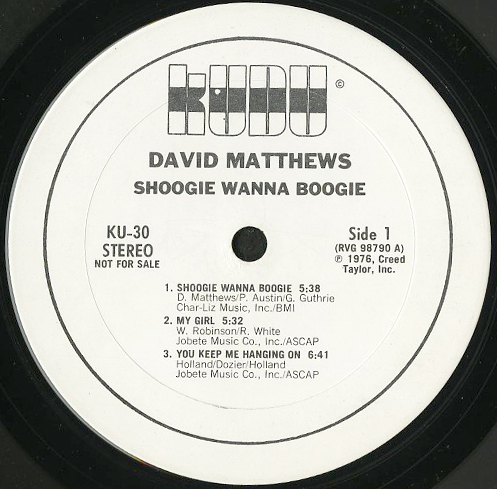 KUDU ©
DAVID MATTHEWS
SHOOGIE WANNA BOOGIE
KU-30
STEREO
NOT FOR SALE
Side 1
(RVG 98790 A)
℗ 1976, Creed
Taylor, Inc.
1. SHOOGIE WANNA BOOGIE 5:38
D. Matthews/P. Austin/G. Guthrie
Char-Liz Music, Inc./BMI
2. MY GIRL 5:32
W. Robinson/R. White
Jobete Music Co., Inc./ASCAP
3. YOU KEEP ME HANGING ON 6:41
Holland/Dozier/Holland
Jobete Music Co., Inc./ASCAP